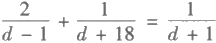 2/(d − 1) + 1/(d + 18) = 1/(d + 1)